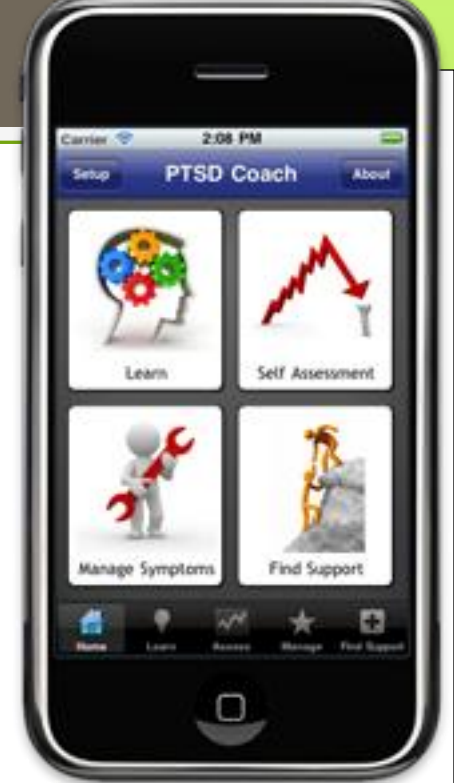 Carrier 2:08 PM
Setup PTSD Coach About
Learn Self Assessment
Manage Symptoms Find Support
Home Learn Assess Manage Find Support